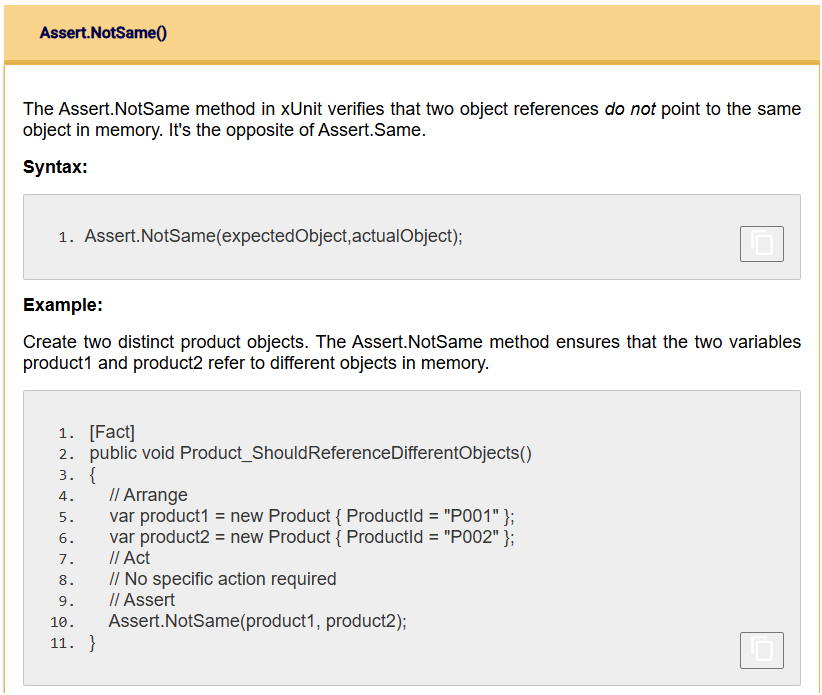 Assert.NotSame()
The Assert.NotSame method in xUnit verifies that two object references do not point to the same
object in memory. It's the opposite of Assert.Same.
Syntax:
1. Assert.NotSame(expectedObject,actualObject);
Example:
Create two distinct product objects. The Assert.NotSame method ensures that the two variables
product1 and product2 refer to different objects in memory.
1. [Fact]
2. public void Product_ShouldReferenceDifferentObjects()
3. {
4. // Arrange
5. var product1 = new Product { ProductId = "P001" };
6. var product2 = new Product { ProductId = "P002" };
7. // Act
8. // No specific action required
9. // Assert
10. Assert.NotSame(product1, product2);
11. }